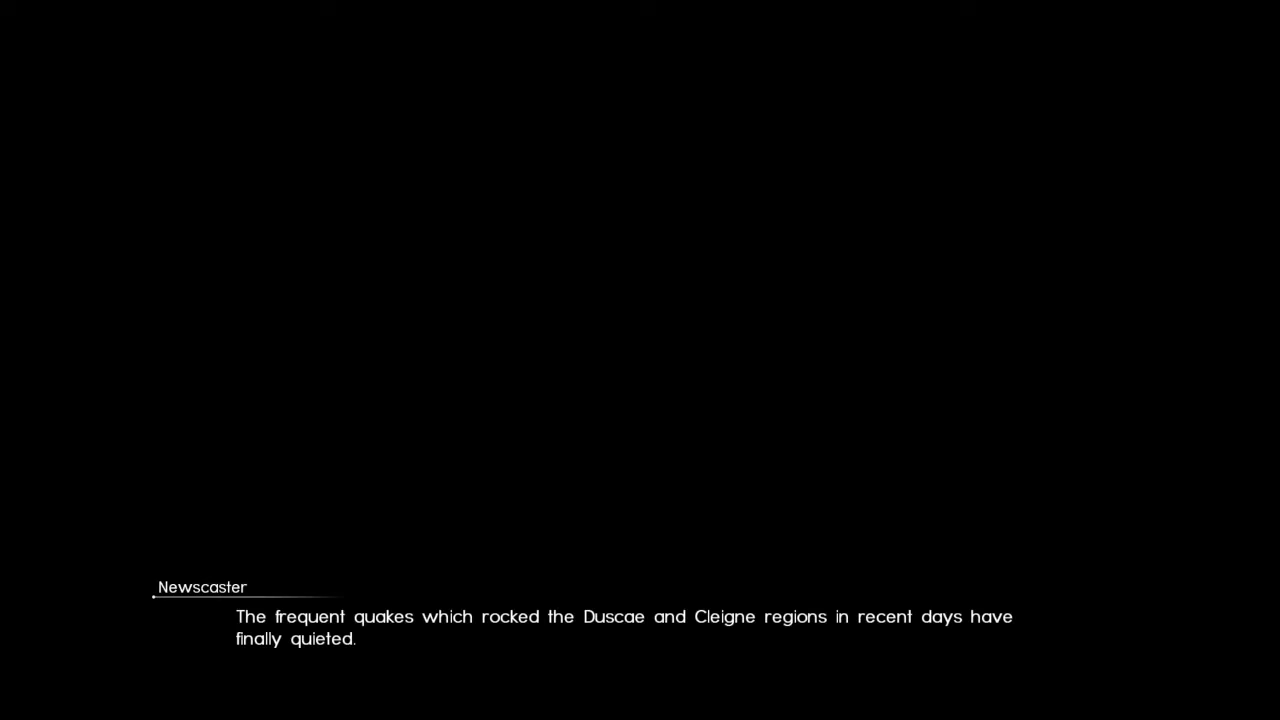 Newscaster
The frequent quakes which rocked the Duscae and Cleigne regions in recent days have
finally quieted.